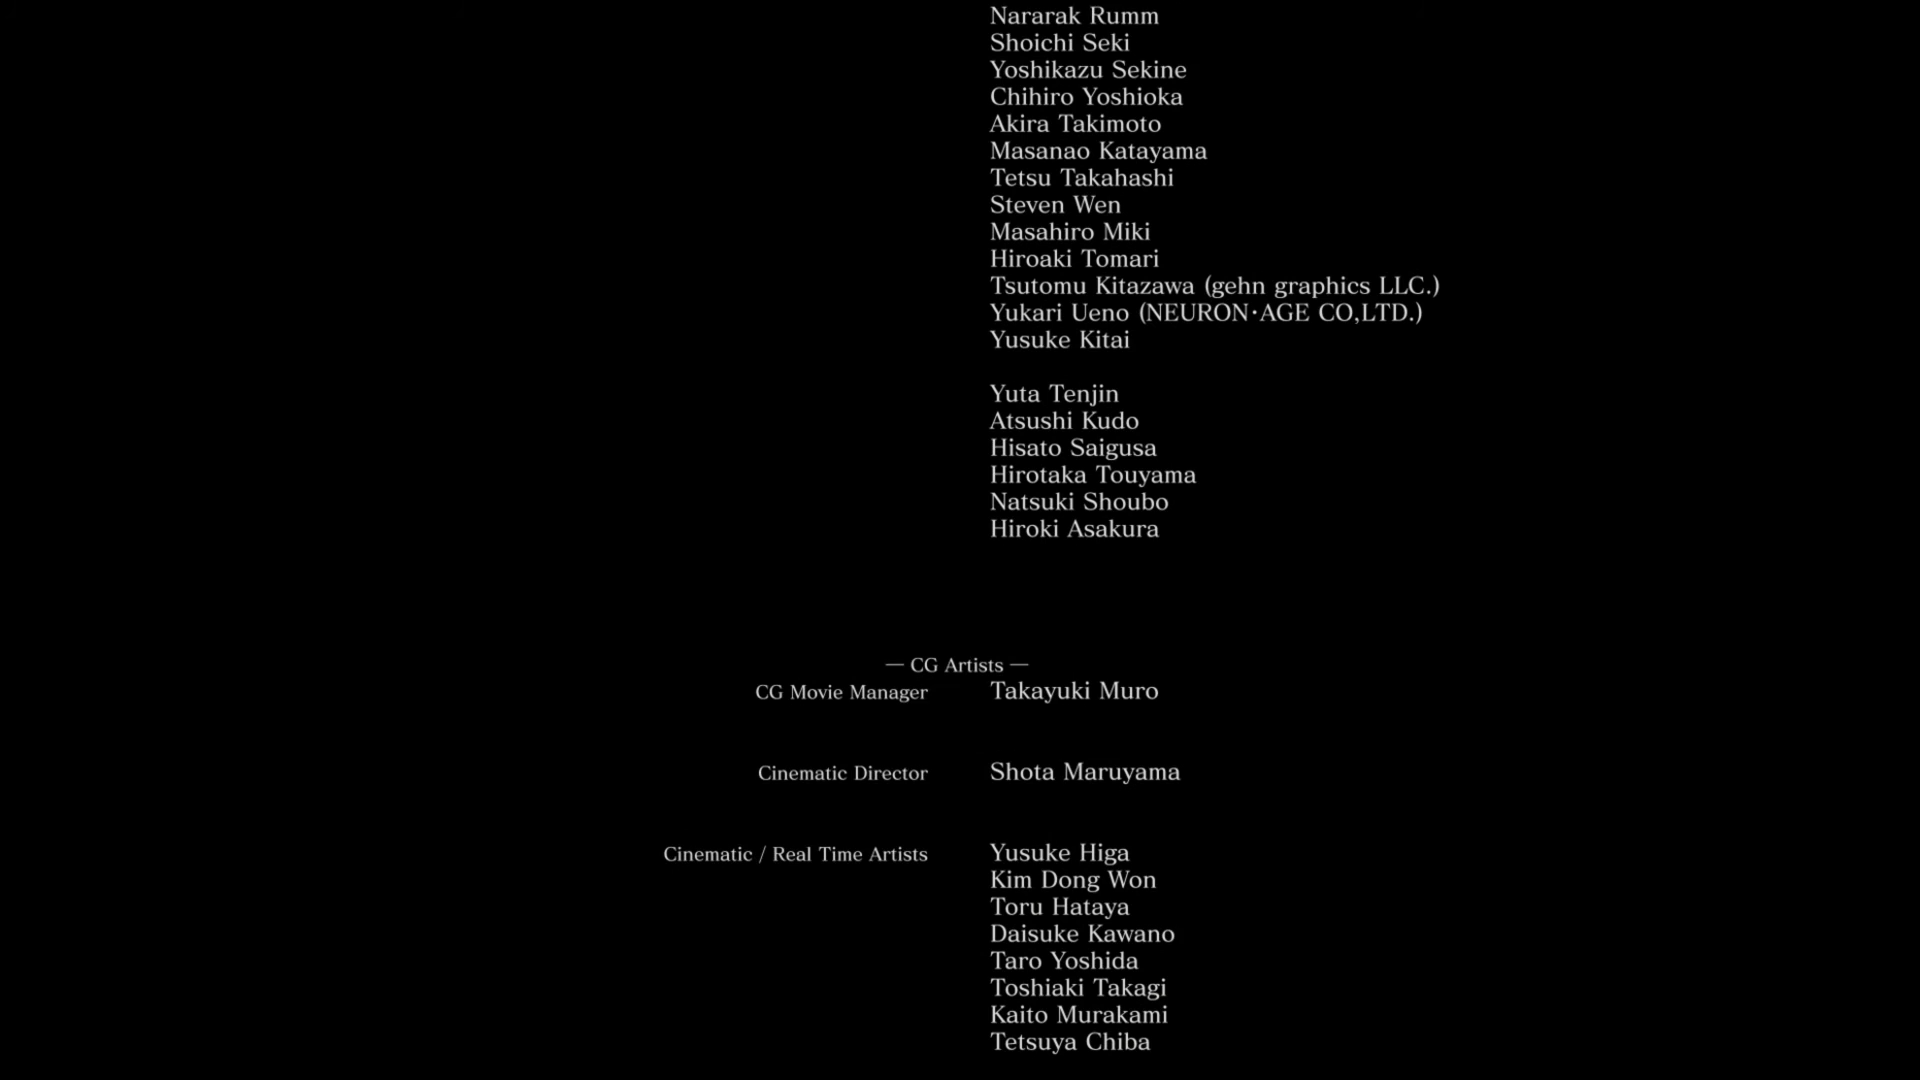 Nararak Rumm
Shoichi Seki
Yoshikazu Sekine
Chihiro Yoshioka
Akira Takimoto
Masanao Katayama
Tetsu Takahashi
Steven Wen
Masahiro Miki
Hiroaki Tomari
Tsutomu Kitazawa (gehn graphics LLC.)
Yukari Ueno (NEURON･AGE CO,LTD.)
Yusuke Kitai
Yuta Tenjin
Atsushi Kudo
Hisato Saigusa
Hirotaka Touyama
Natsuki Shoubo
Hiroki Asakura
— CG Artists —
CG Movie Manager Takayuki Muro
Cinematic Director Shota Maruyama
Cinematic / Real Time Artists Yusuke Higa
Kim Dong Won
Toru Hataya
Daisuke Kawano
Taro Yoshida
Toshiaki Takagi
Kaito Murakami
Tetsuya Chiba